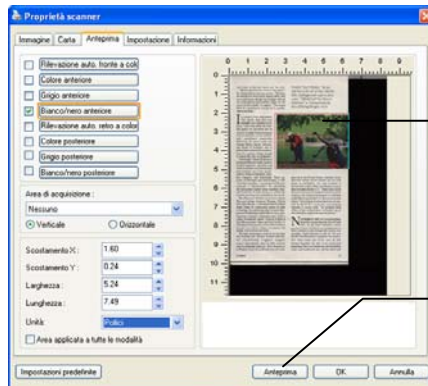 Proprietà scanner
Immagine Carta Anteprima Impostazione Informazioni
Rilevazione auto. fronte a col
Colore anteriore
Grigio anteriore
Bianco/nero anteriore
Rilevazione auto. retro a color
Colore posteriore
Grigio posteriore
Bianco/nero posteriore
Area di acquisizione :
Nessuno
Verticale Orizzontale
Scostamento X : 1.60
Scostamento Y : 0.24
Larghezza : 5.24
Lunghezza : 7.49
Unità: Pollici
Area applicata a tutte le modalità
0 1 2 3 4 5 6 7 8 9
0
1
2
3
4
5
6
7
8
9
10
11
Impostazioni predefinite Anteprima OK Annulla